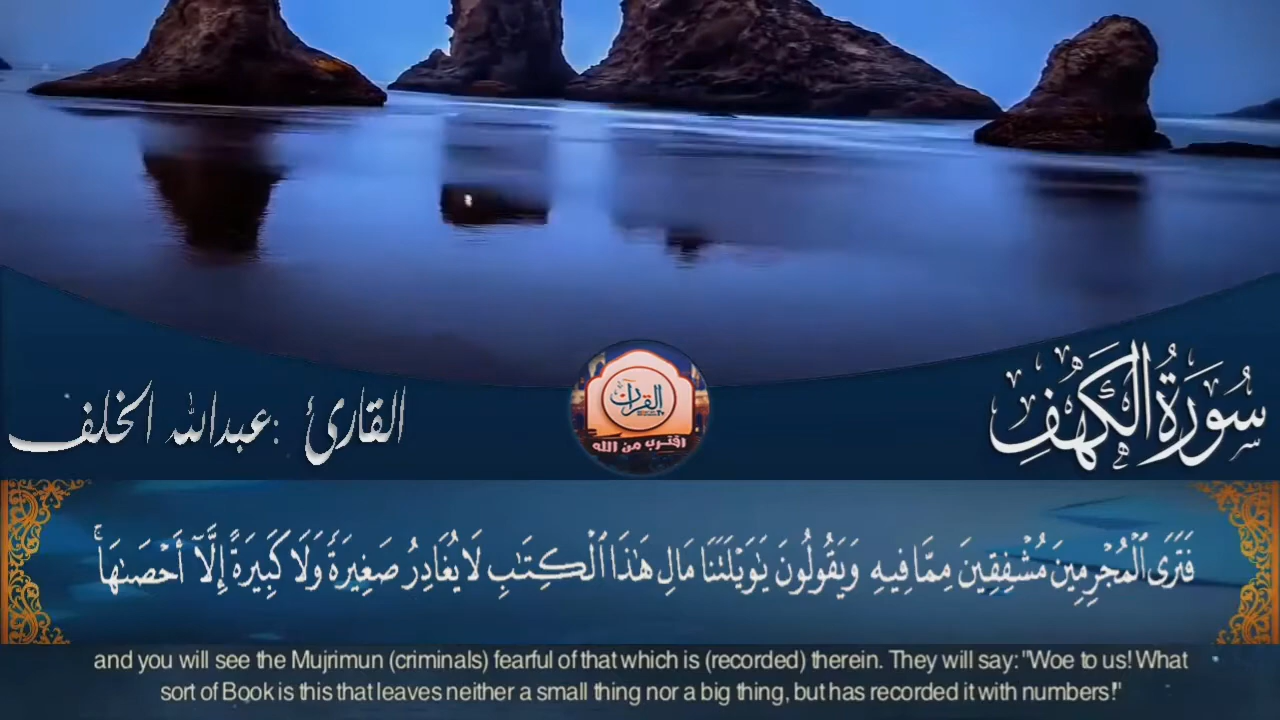 سُورَةُ الكَهْفِ
القارئ : عبدالله الخلف
القرآن
TV
اقترب من الله
فَتَرَى ٱلْمُجْرِمِينَ مُشْفِقِينَ مِمَّا فِيهِ وَيَقُولُونَ يَٰوَيْلَتَنَا مَالِ هَٰذَا ٱلْكِتَٰبِ لَا يُغَادِرُ صَغِيرَةً وَلَا كَبِيرَةً إِلَّآ أَحْصَىٰهَا ۚ
and you will see the Mujrimun (criminals) fearful of that which is (recorded) therein. They will say: "Woe to us! What
sort of Book is this that leaves neither a small thing nor a big thing, but has recorded it with numbers!"